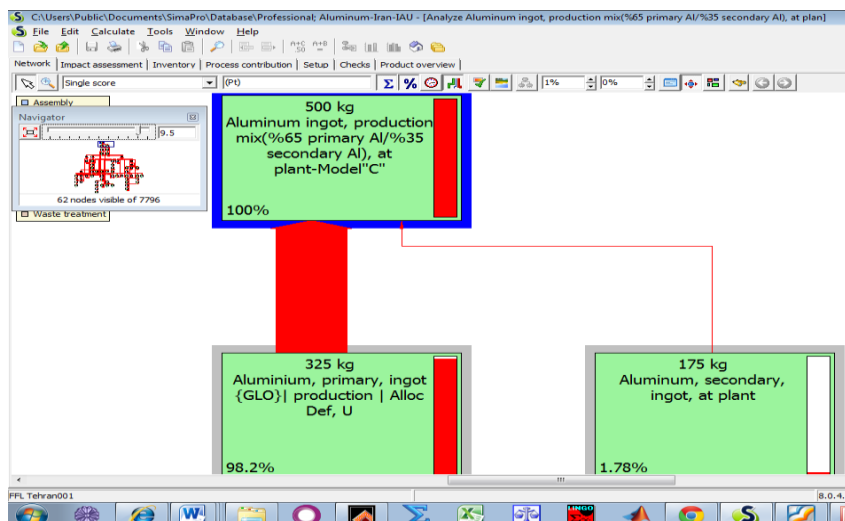 C:\Users\Public\Documents\SimaPro\Database\Professional; Aluminum-Iran-IAU - [Analyze Aluminum ingot, production mix(%65 primary Al/%35 secondary Al), at plan]
File Edit Calculate Tools Window Help
Network Impact assessment Inventory Process contribution Setup Checks Product overview
Single score (Pt) Σ % 1% 0%
Assembly
Navigator
9.5
62 nodes visible of 7796
Waste treatment
500 kg
Aluminum ingot, production
mix(%65 primary Al/%35
secondary Al), at
plant-Model"C"
100%
325 kg
Aluminium, primary, ingot
{GLO}| production | Alloc
Def, U
98.2%
175 kg
Aluminum, secondary,
ingot, at plant
1.78%
FFL Tehran001 8.0.4.
LINGO